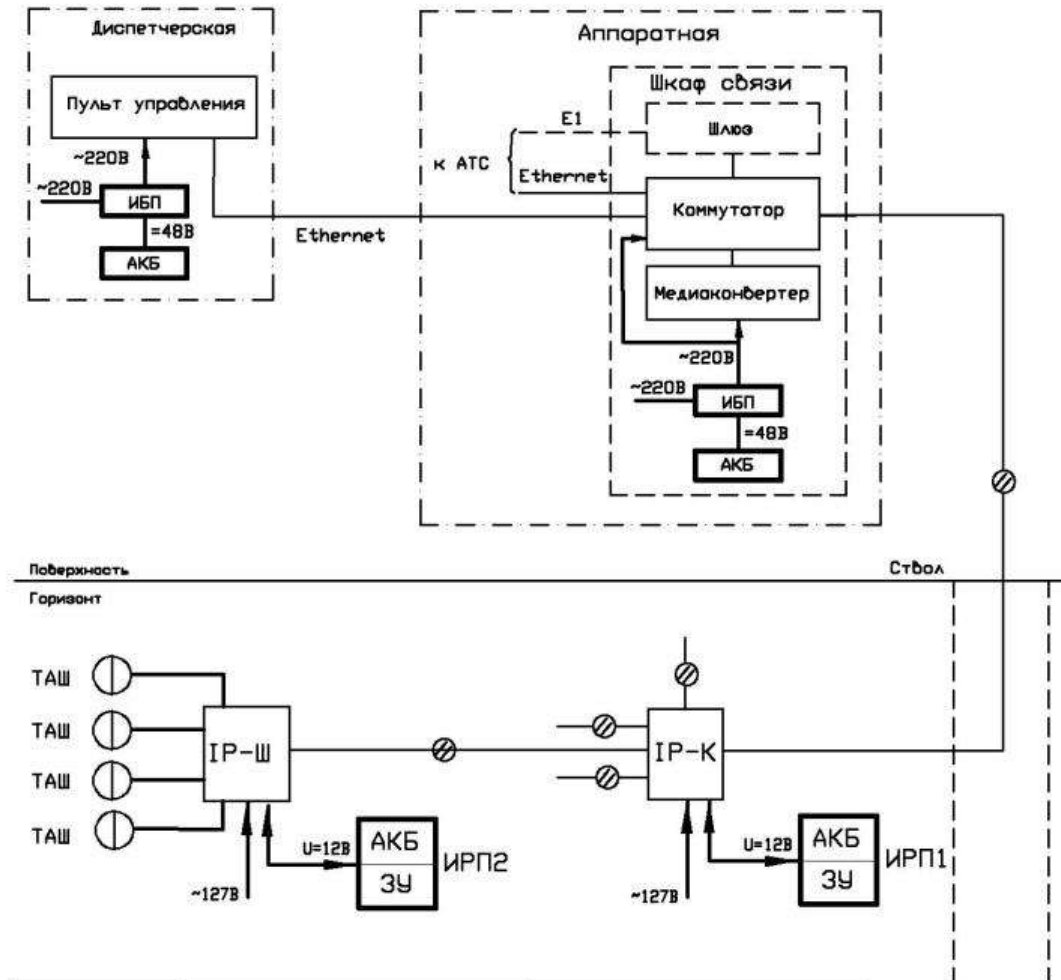 Диспетчерская
Пульт управления
~220В
~220В
ИБП
=48В
АКБ
Ethernet
Аппаратная
Шкаф связи
E1
Шлюз
к АТС
Ethernet
Коммутатор
Медиаконвертер
~220В
~220В
ИБП
=48В
АКБ
Поверхность
Ствол
Горизонт
ТАШ
ТАШ
ТАШ
ТАШ
IP-Ш
IP-К
U=12В
АКБ
ЗУ
ИРП2
~127В
U=12В
АКБ
ЗУ
ИРП1
~127В